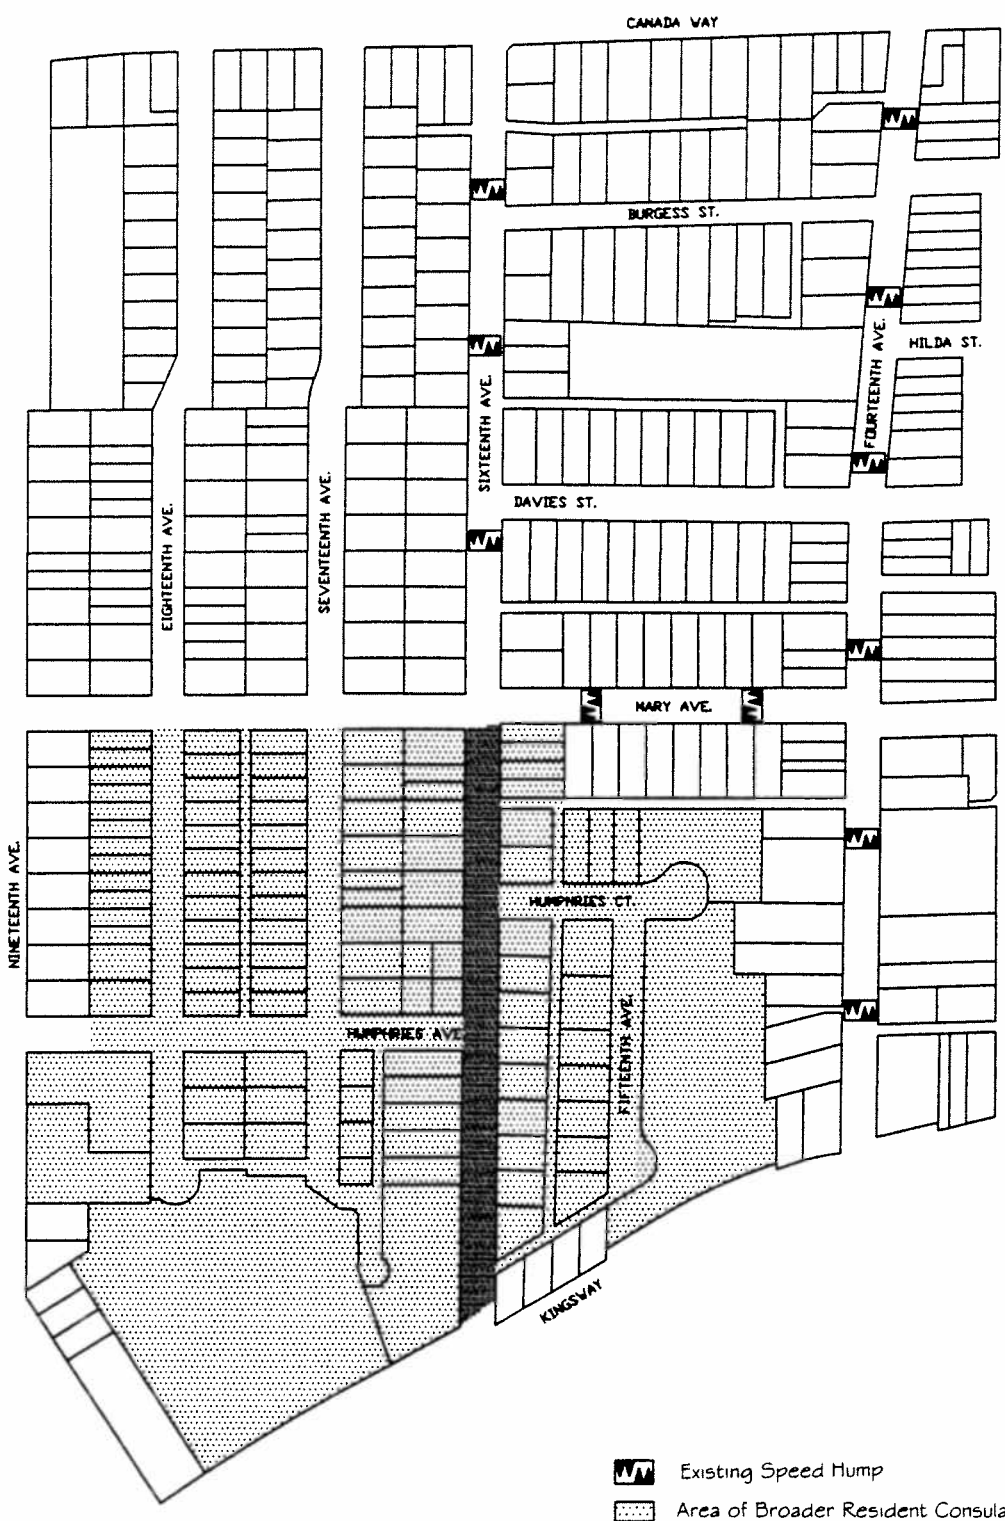 CANADA WAY
BURGESS ST.
HILDA ST.
FOURTEENTH AVE.
SIXTEENTH AVE.
DAVIES ST.
SEVENTEENTH AVE.
EIGHTEENTH AVE.
MARY AVE.
NINETEENTH AVE.
HUMPHRIES CT.
HUMPHRIES AVE.
FIFTEENTH AVE.
KINGSWAY
Existing Speed Hump
Area of Broader Resident Consula